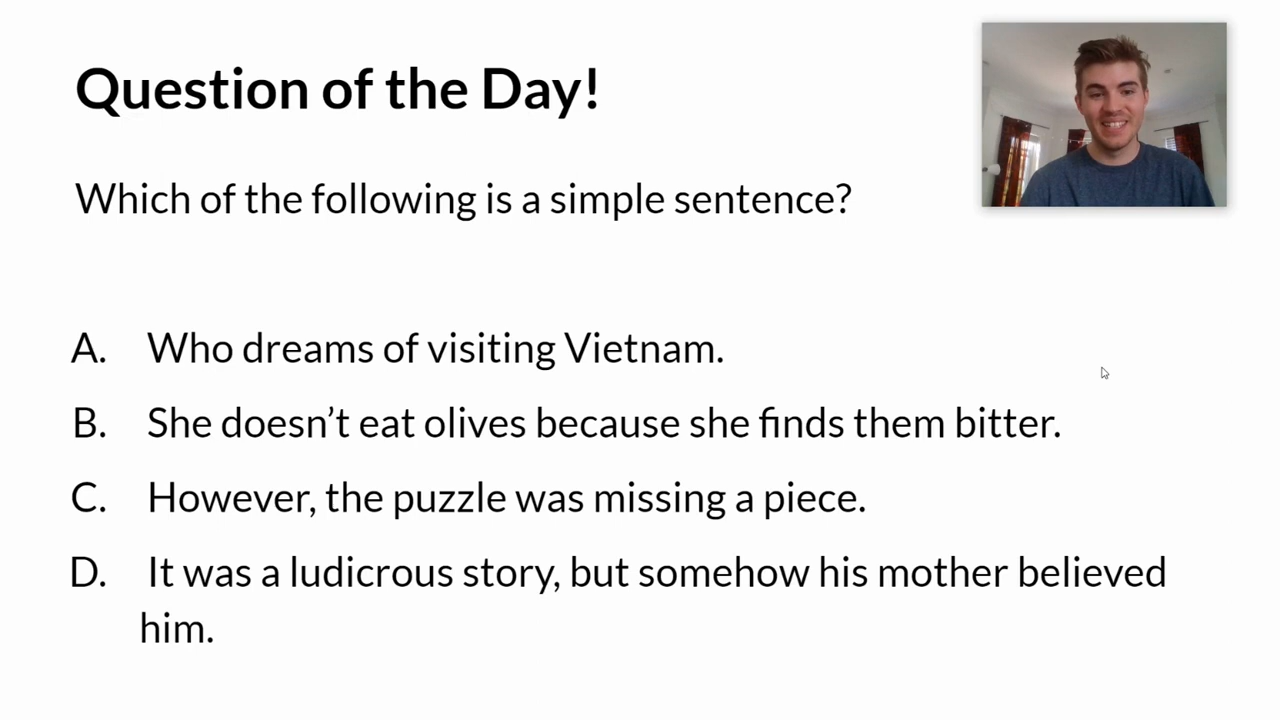 Question of the Day!
Which of the following is a simple sentence?
A. Who dreams of visiting Vietnam.
B. She doesn’t eat olives because she finds them bitter.
C. However, the puzzle was missing a piece.
D. It was a ludicrous story, but somehow his mother believed
him.